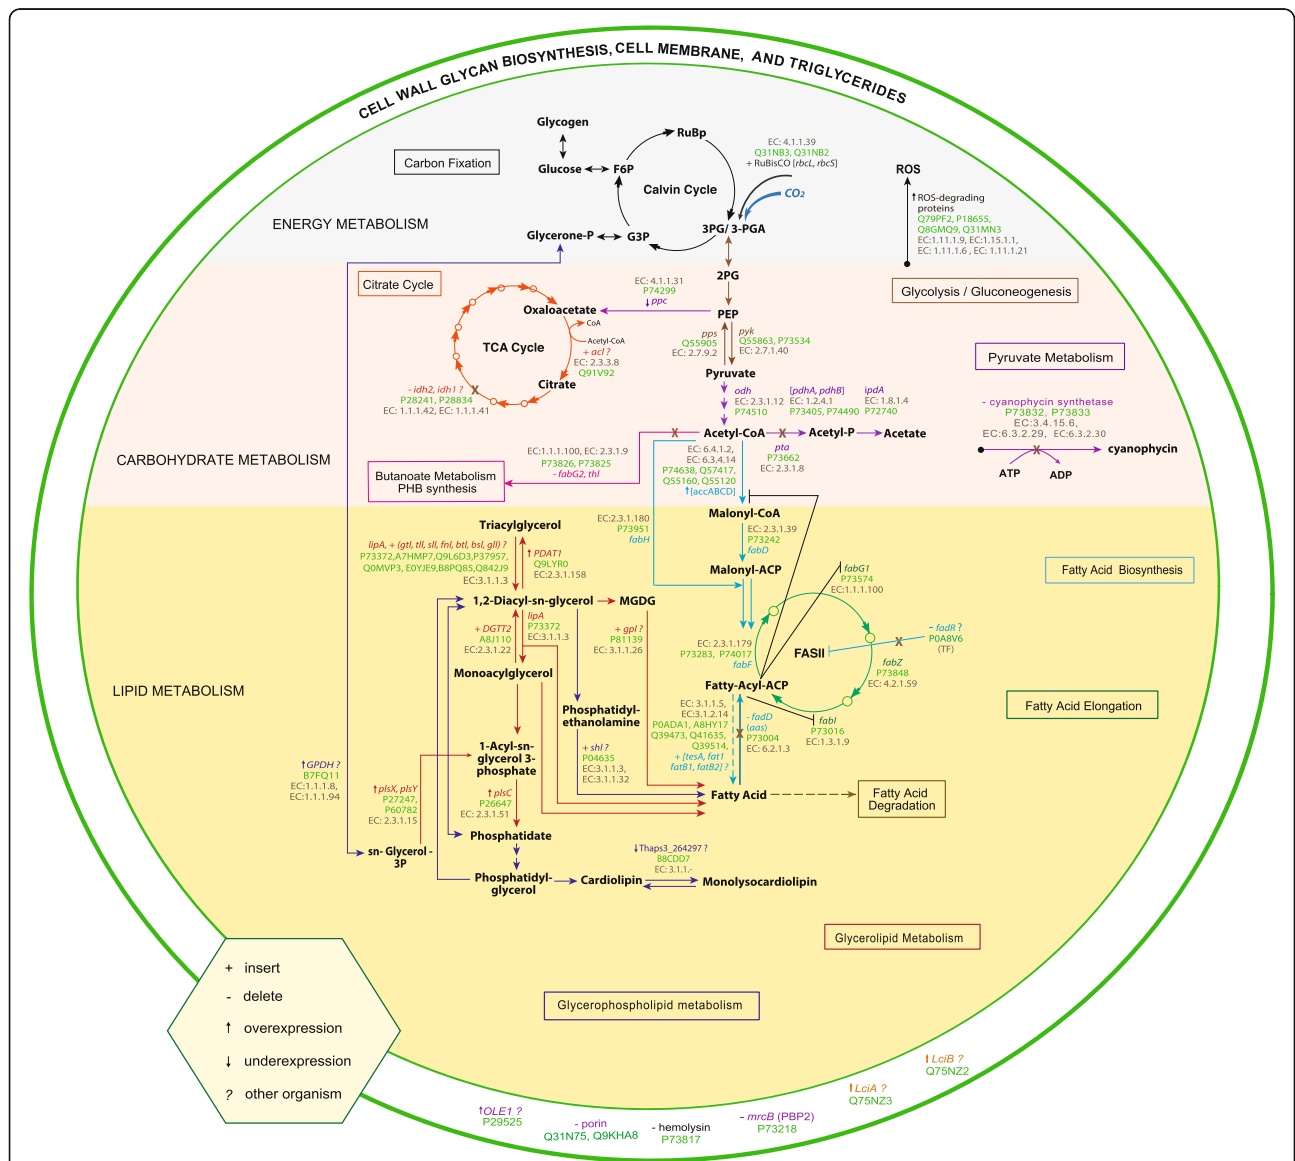 CELL WALL GLYCAN BIOSYNTHESIS, CELL MEMBRANE, AND TRIGLYCERIDES
Carbon Fixation
ENERGY METABOLISM
Glycogen
Glucose
F6P
RuBp
Calvin Cycle
Glycerone-P
G3P
3PG/ 3-PGA
EC: 4.1.1.39
Q31NB3, Q31NB2
+ RuBisCO [rbcL, rbcS]
CO2
ROS
↑ROS-degrading
proteins
Q79PF2, P18655,
Q8GMQ9, Q31MN3
EC:1.11.1.9, EC:1.15.1.1,
EC: 1.11.1.6 , EC: 1.11.1.21
Citrate Cycle
2PG
Glycolysis / Gluconeogenesis
EC: 4.1.1.31
P74299
↓ppc
Oxaloacetate
PEP
CoA
Acetyl-CoA
TCA Cycle
+ acl ?
EC: 2.3.3.8
Q91V92
Citrate
- idh2, idh1 ?
P28241, P28834
EC: 1.1.1.42, EC: 1.1.1.41
X
pps
Q55905
EC: 2.7.9.2
pyk
Q55863, P73534
EC: 2.7.1.40
Pyruvate
Pyruvate Metabolism
odh
EC: 2.3.1.12
P74510
[pdhA, pdhB]
EC: 1.2.4.1
P73405, P74490
ipdA
EC: 1.8.1.4
P72740
- cyanophycin synthetase
P73832, P73833
EC:3.4.15.6,
EC:6.3.2.29, EC:6.3.2.30
X
cyanophycin
ATP
ADP
CARBOHYDRATE METABOLISM
X
Acetyl-CoA
X
Acetyl-P
Acetate
pta
P73662
EC: 2.3.1.8
EC:1.1.1.100, EC: 2.3.1.9
P73826, P73825
- fabG2, thl
Butanoate Metabolism
PHB synthesis
EC: 6.4.1.2,
EC: 6.3.4.14
P74638, Q57417,
Q55160, Q55120
↑[accABCD]
Malonyl-CoA
EC:2.3.1.180
P73951
fabH
EC: 2.3.1.39
P73242
fabD
Malonyl-ACP
Fatty Acid Biosynthesis
Triacylglycerol
lipA, + (gtl, tll, sll, fnl, btl, bsl, gll) ?
P73372,A7HMP7,Q9L6D3,P37957,
Q0MVP3, E0YJE9,B8PQ85,Q842J9
EC:3.1.1.3
↑ PDAT1
Q9LYR0
EC:2.3.1.158
1,2-Diacyl-sn-glycerol
MGDG
fabG1
P73574
EC:1.1.1.100
+ DGTT2
A8J110
EC:2.3.1.22
lipA
P73372
EC:3.1.1.3
+ gpl ?
P81139
EC: 3.1.1.26
EC: 2.3.1.179
P73283, P74017
fabF
FASII
X
– fadR ?
P0A8V6
(TF)
fabZ
P73848
EC: 4.2.1.59
Monoacylglycerol
Fatty-Acyl-ACP
LIPID METABOLISM
Fatty Acid Elongation
Phosphatidyl-
ethanolamine
EC: 3.1.1.5,
EC:3.1.2.14
P0ADA1, A8HY17
Q39473, Q41635,
Q39514,
+ [tesA, fat1
fatB1, fatB2] ?
- fadD
(aas)
P73004
EC: 6.2.1.3
X
fabI
P73016
EC:1.3.1.9
1-Acyl-sn-
glycerol 3-
phosphate
+ shl ?
P04635
EC:3.1.1.3,
EC:3.1.1.32
↑GPDH ?
B7FQ11
EC:1.1.1.8,
EC:1.1.1.94
↑plsX, plsY
P27247,
P60782
EC: 2.3.1.15
↑plsC
P26647
EC: 2.3.1.51
Fatty Acid
Fatty Acid
Degradation
Phosphatidate
sn- Glycerol -
3P
↓Thaps3_264297 ?
B8CDD7
EC: 3.1.1.-
Phosphatidyl-
glycerol
Cardiolipin
Monolysocardiolipin
Glycerolipid Metabolism
Glycerophospholipid metabolism
+ insert
- delete
↑ overexpression
↓ underexpression
? other organism
↑OLE1 ?
P29525
- porin
Q31N75, Q9KHA8
- hemolysin
P73817
– mrcB (PBP2)
P73218
↑LciA ?
Q75NZ3
↑LciB ?
Q75NZ2